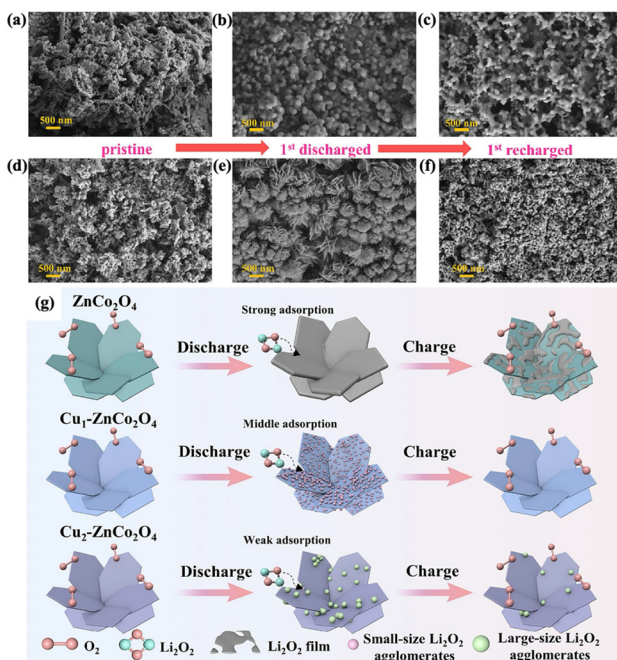 (a)
(b)
(c)
500 nm
500 nm
500 nm
pristine
1st discharged
1st recharged
(d)
(e)
(f)
500 nm
500 nm
500 nm
(g)
ZnCo₂O₄
Strong adsorption
Discharge
Charge
Cu₁-ZnCo₂O₄
Middle adsorption
Discharge
Charge
Cu₂-ZnCo₂O₄
Weak adsorption
Discharge
Charge
O₂
Li₂O₂
Li₂O₂ film
Small-size Li₂O₂
agglomerates
Large-size Li₂O₂
agglomerates